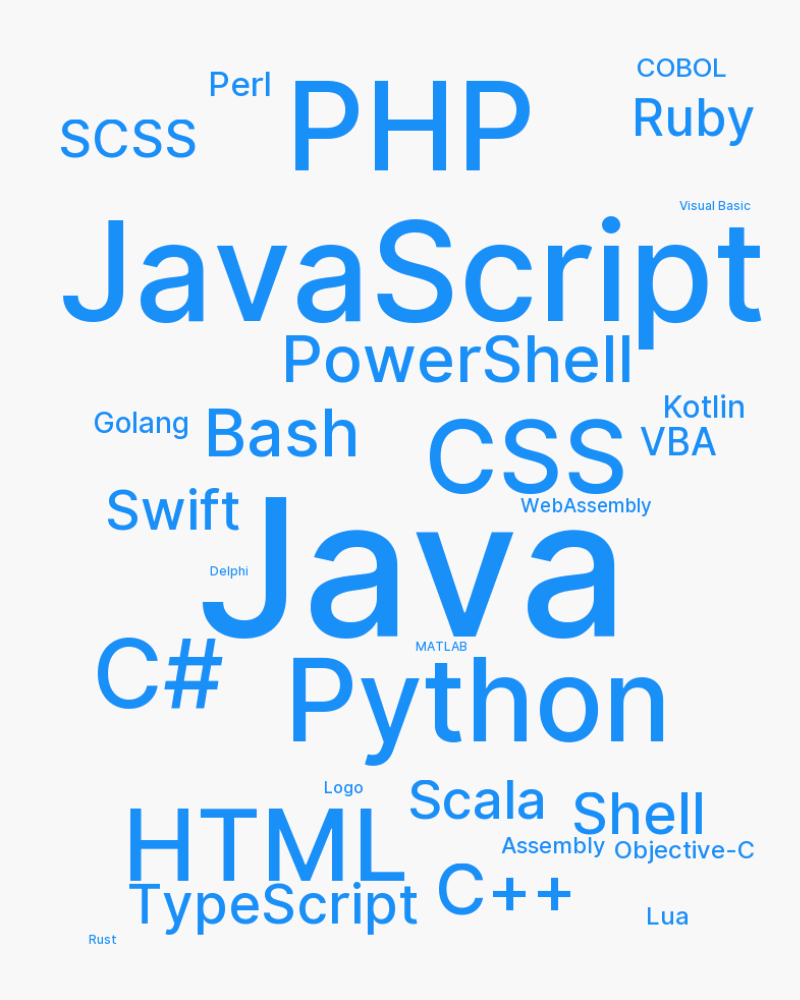 COBOL
Perl
PHP
Ruby
SCSS
Visual Basic
JavaScript
PowerShell
Kotlin
Golang
Bash
CSS
VBA
Swift
WebAssembly
Java
Delphi
MATLAB
C#
Python
Logo
Scala
Shell
HTML
Assembly
Objective-C
TypeScript
C++
Lua
Rust